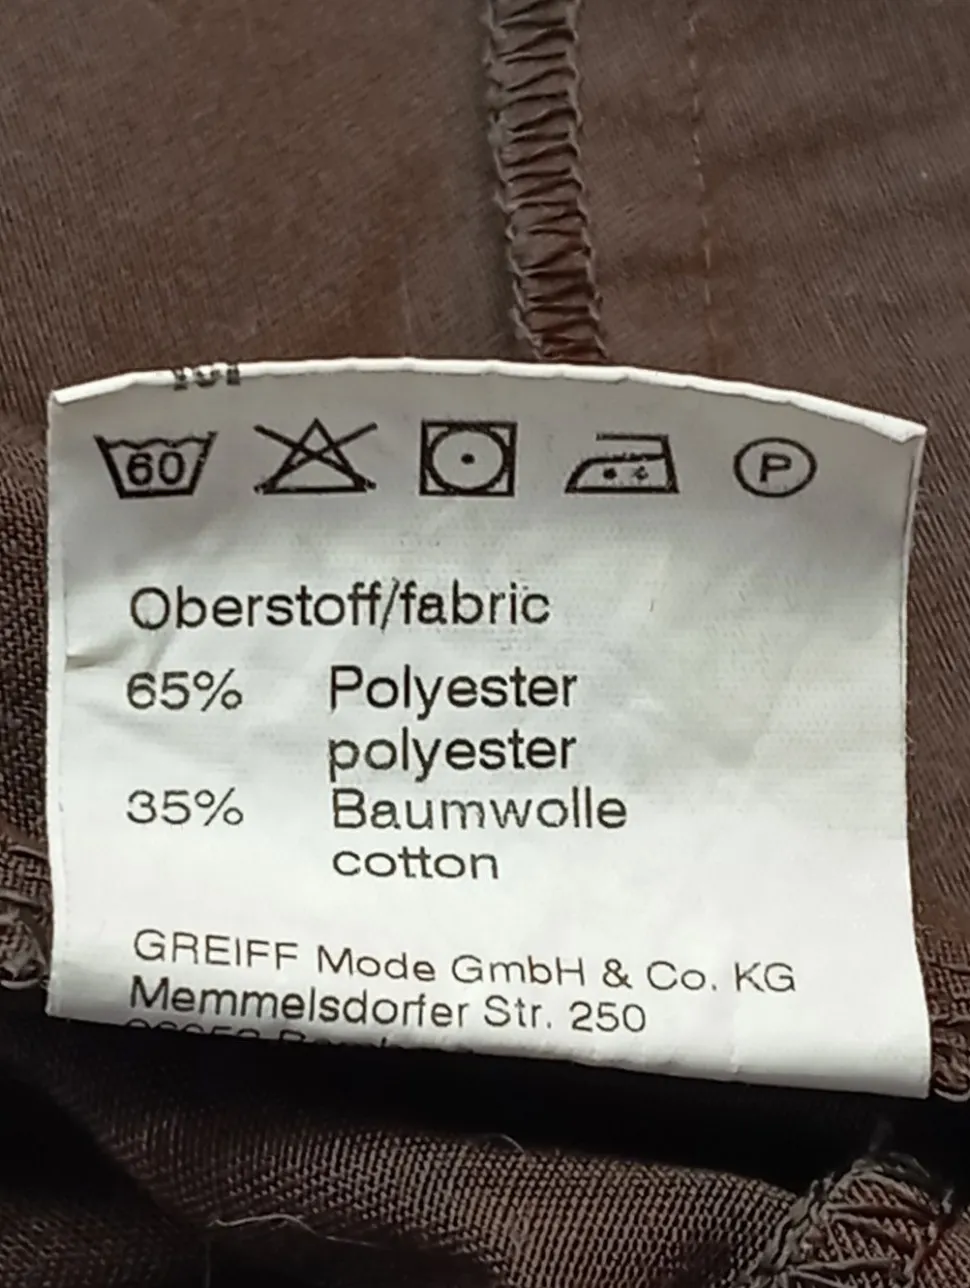 60
P
Oberstoff/fabric
65% Polyester
polyester
35% Baumwolle
cotton
GREIFF Mode GmbH & Co. KG
Memmelsdorfer Str. 250